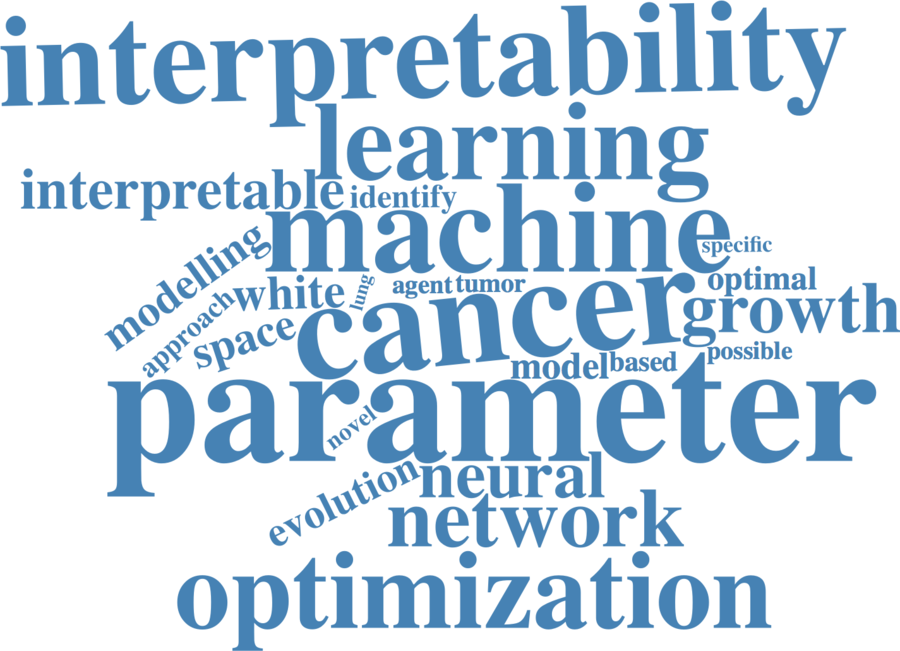 interpretability
learning
interpretable
identify
machine
specific
modelling
approach
white
lung
agent
tumor
optimal
space
cancer
growth
model
based
possible
parameter
novel
evolution
neural
network
optimization